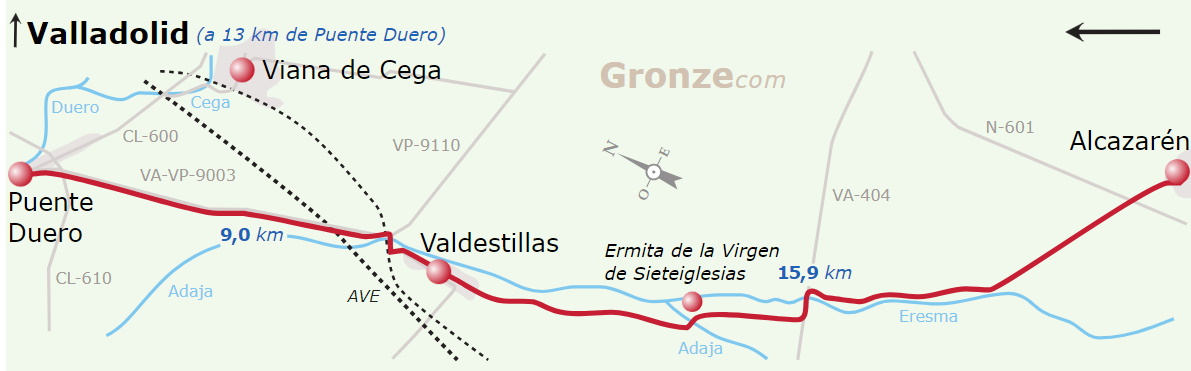 Valladolid (a 13 km de Puente Duero)
Viana de Cega
Gronze.com
Duero
Cega
CL-600
VP-9110
N-601
Alcazarén
N
E
O
VA-VP-9003
VA-404
Puente
Duero
9,0 km
Valdestillas
Ermita de la Virgen
de Sieteiglesias
15,9 km
CL-610
Adaja
AVE
Eresma
Adaja